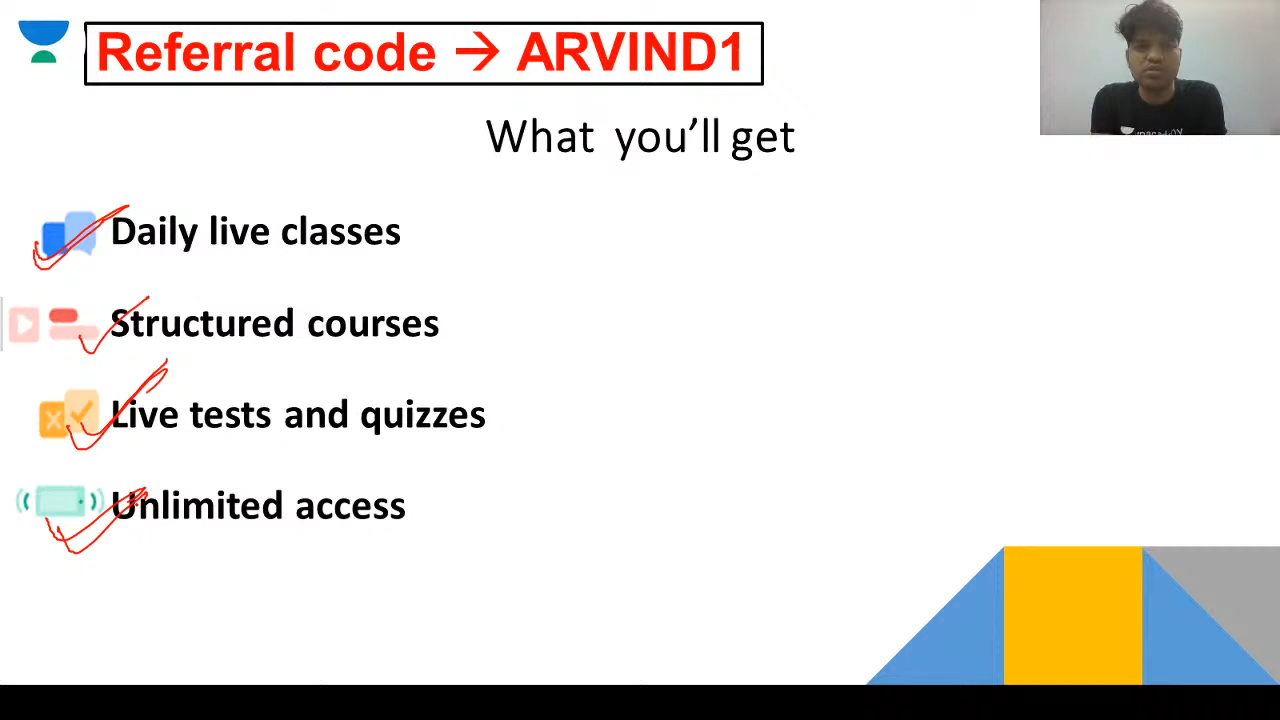 Referral code → ARVIND1
What you’ll get
Daily live classes
Structured courses
Live tests and quizzes
Unlimited access